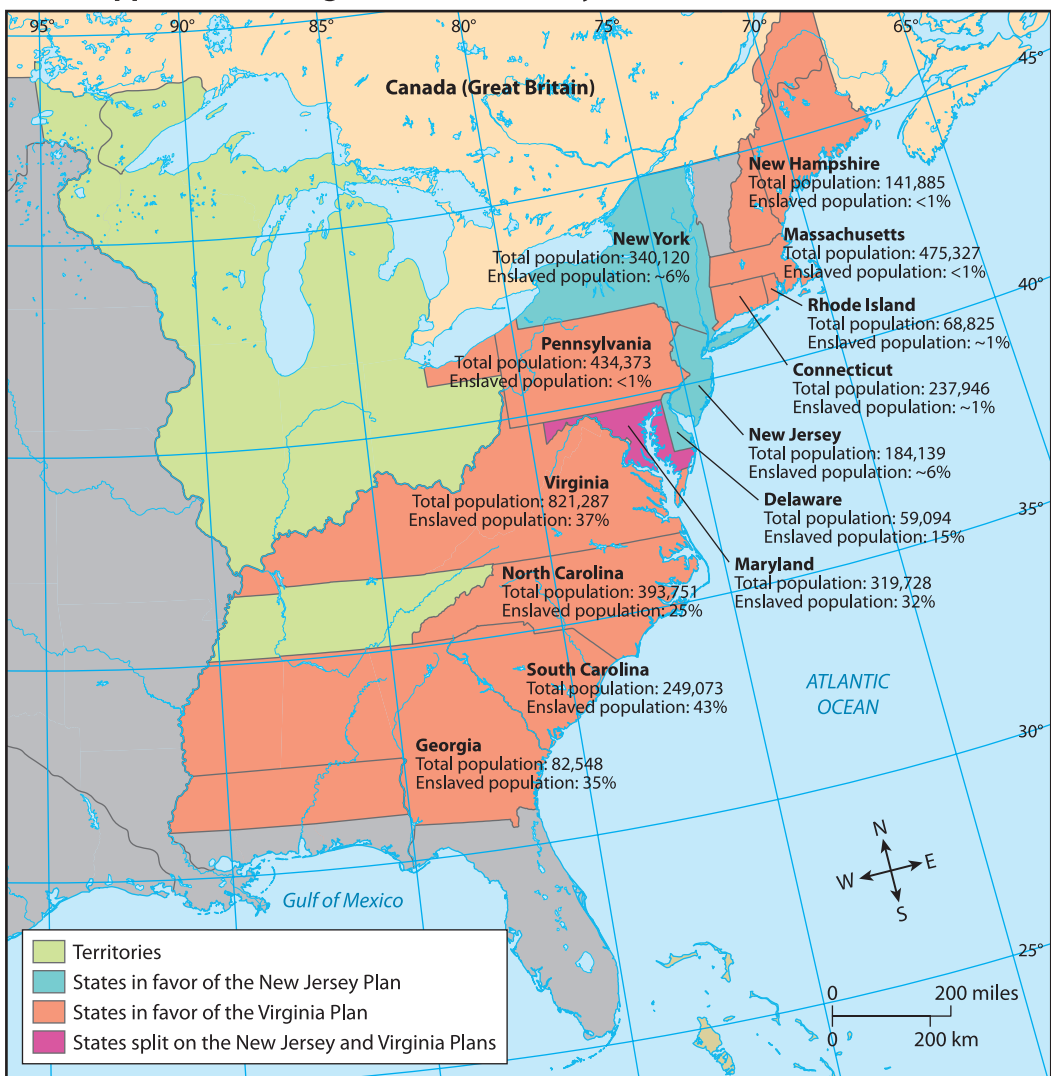 95°
90°
85°
80°
75°
70°
65°
45°
40°
35°
30°
25°
Canada (Great Britain)
New Hampshire
Total population: 141,885
Enslaved population: <1%
Massachusetts
Total population: 475,327
Enslaved population: <1%
New York
Total population: 340,120
Enslaved population: ~6%
Rhode Island
Total population: 68,825
Enslaved population: ~1%
Pennsylvania
Total population: 434,373
Enslaved population: <1%
Connecticut
Total population: 237,946
Enslaved population: ~1%
New Jersey
Total population: 184,139
Enslaved population: ~6%
Virginia
Total population: 821,287
Enslaved population: 37%
Delaware
Total population: 59,094
Enslaved population: 15%
Maryland
Total population: 319,728
Enslaved population: 32%
North Carolina
Total population: 393,751
Enslaved population: 25%
South Carolina
Total population: 249,073
Enslaved population: 43%
ATLANTIC
OCEAN
Georgia
Total population: 82,548
Enslaved population: 35%
N
W
E
S
Gulf of Mexico
Territories
States in favor of the New Jersey Plan
States in favor of the Virginia Plan
States split on the New Jersey and Virginia Plans
0 200 miles
0 200 km